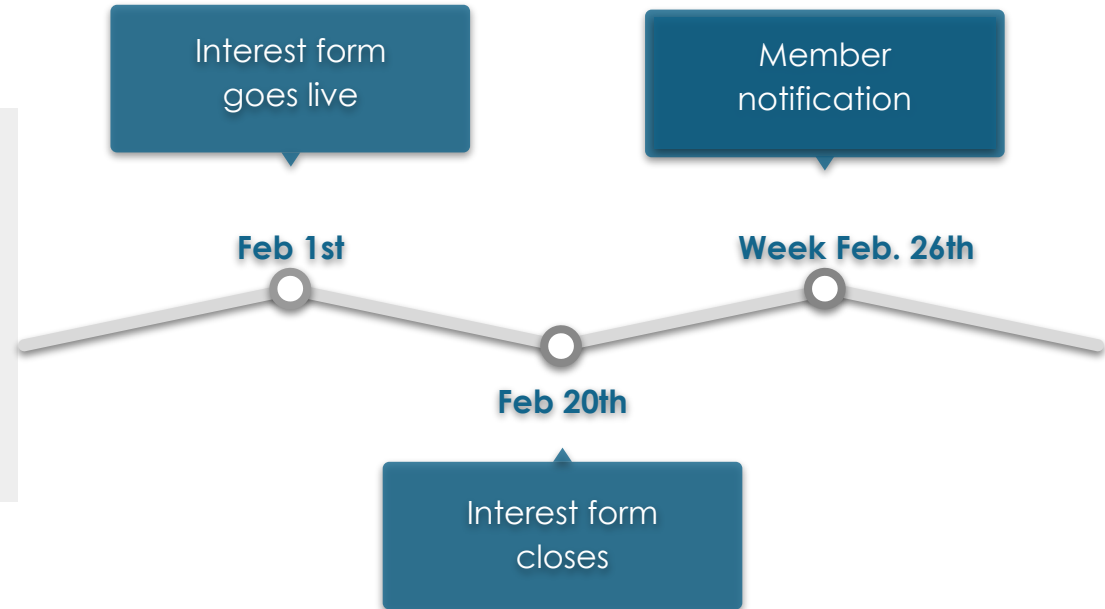 Interest form
goes live
Member
notification
Feb 1st
Week Feb. 26th
Feb 20th
Interest form
closes